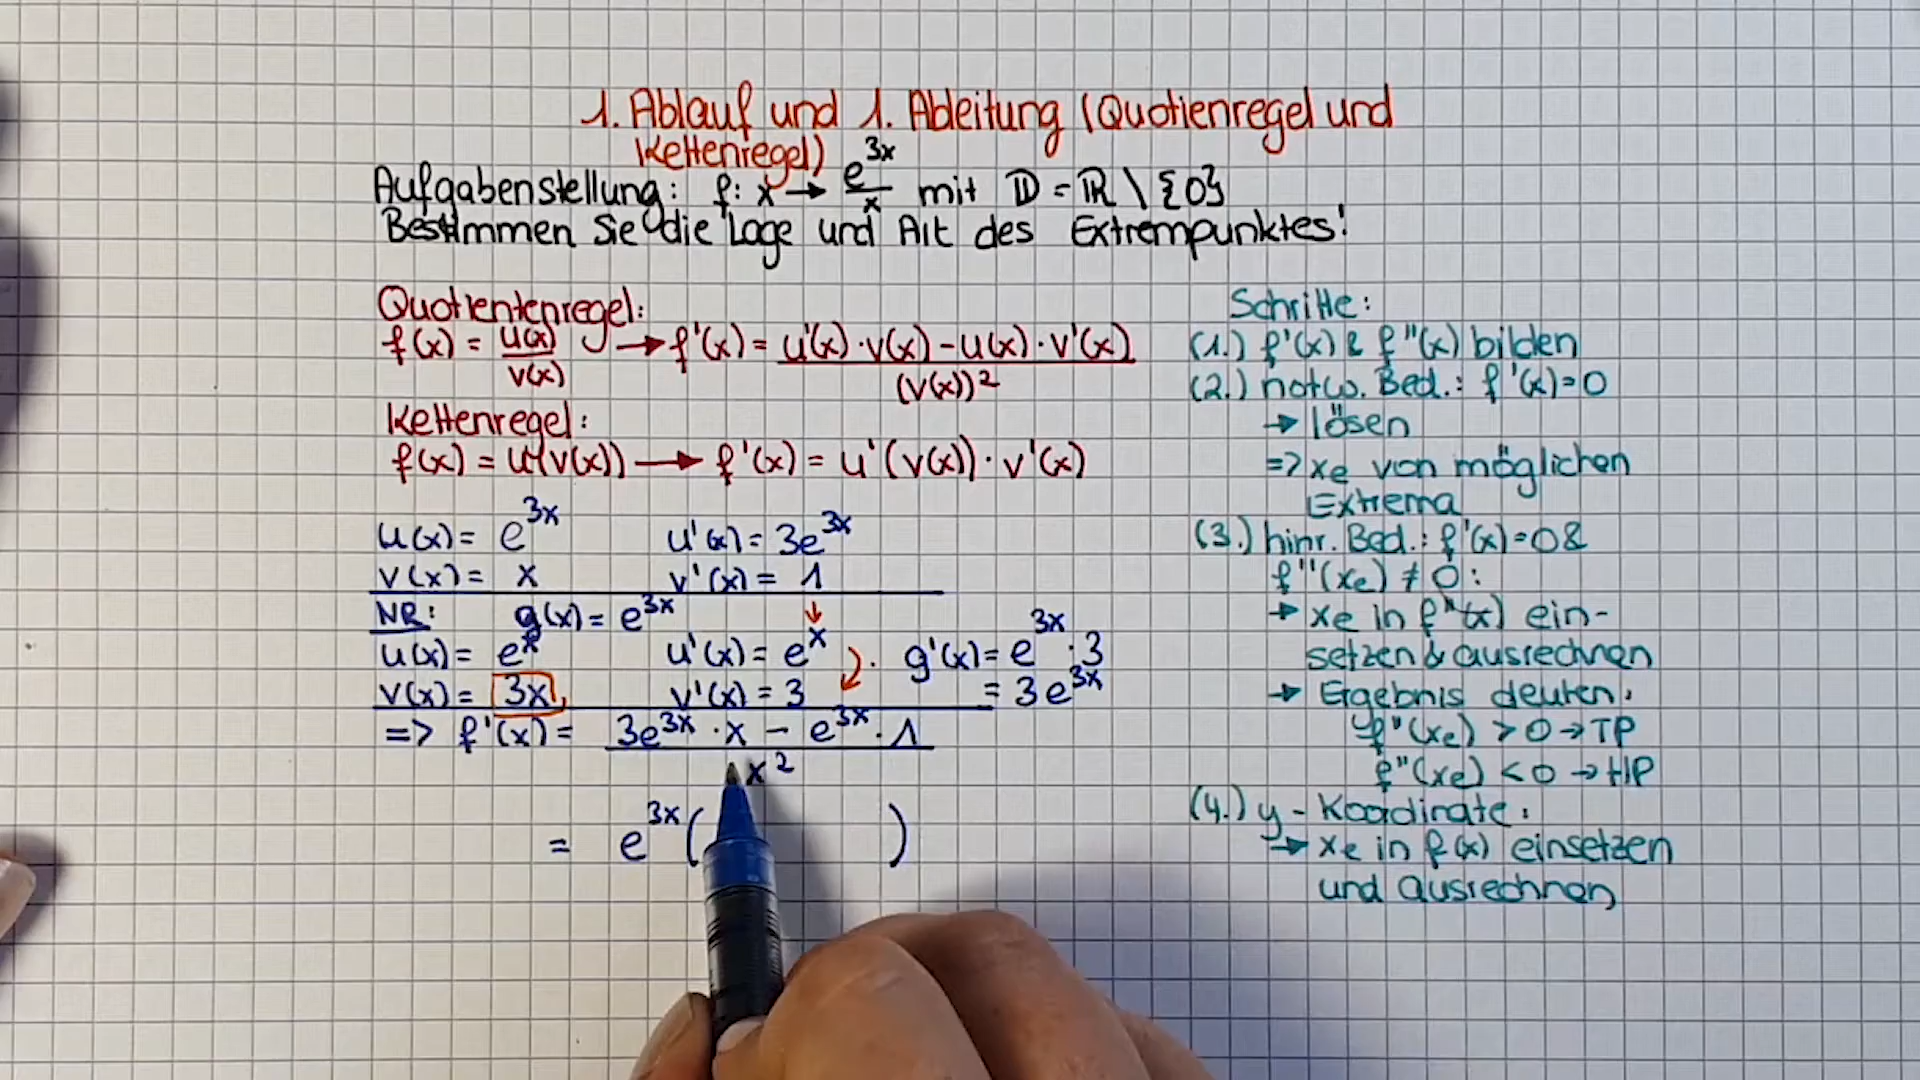 1. Ablauf und 1. Ableitung (Quotienregel und
Kettenregel)
Aufgabenstellung: f: x → e^3x / x mit D = R \ {0}
Bestimmen Sie die Lage und Art des Extrempunktes!
Quotientenregel:
f(x) = u(x) / v(x) → f'(x) = u'(x) · v(x) - u(x) · v'(x) / (v(x))²
Kettenregel:
f(x) = u(v(x)) → f'(x) = u'(v(x)) · v'(x)
u(x) = e^3x u'(x) = 3e^3x
v(x) = x v'(x) = 1
NR: g(x) = e^3x
u(x) = e^x u'(x) = e^x · g'(x) = e^3x · 3
v(x) = 3x v'(x) = 3 = 3e^3x
=> f'(x) = 3e^3x · x - e^3x · 1 / x²
= e^3x ( )
Schritte:
(1.) f'(x) & f''(x) bilden
(2.) notw. Bed.: f'(x)=0
→ lösen
=> xe von möglichen
Extrema
(3.) hinr. Bed.: f'(x)=0 &
f''(xe) ≠ 0:
→ xe in f''(x) ein-
setzen & ausrechnen
→ Ergebnis deuten:
f''(xe) > 0 → TP
f''(xe) < 0 → HP
(4.) y-Koordinate:
→ xe in f(x) einsetzen
und ausrechnen